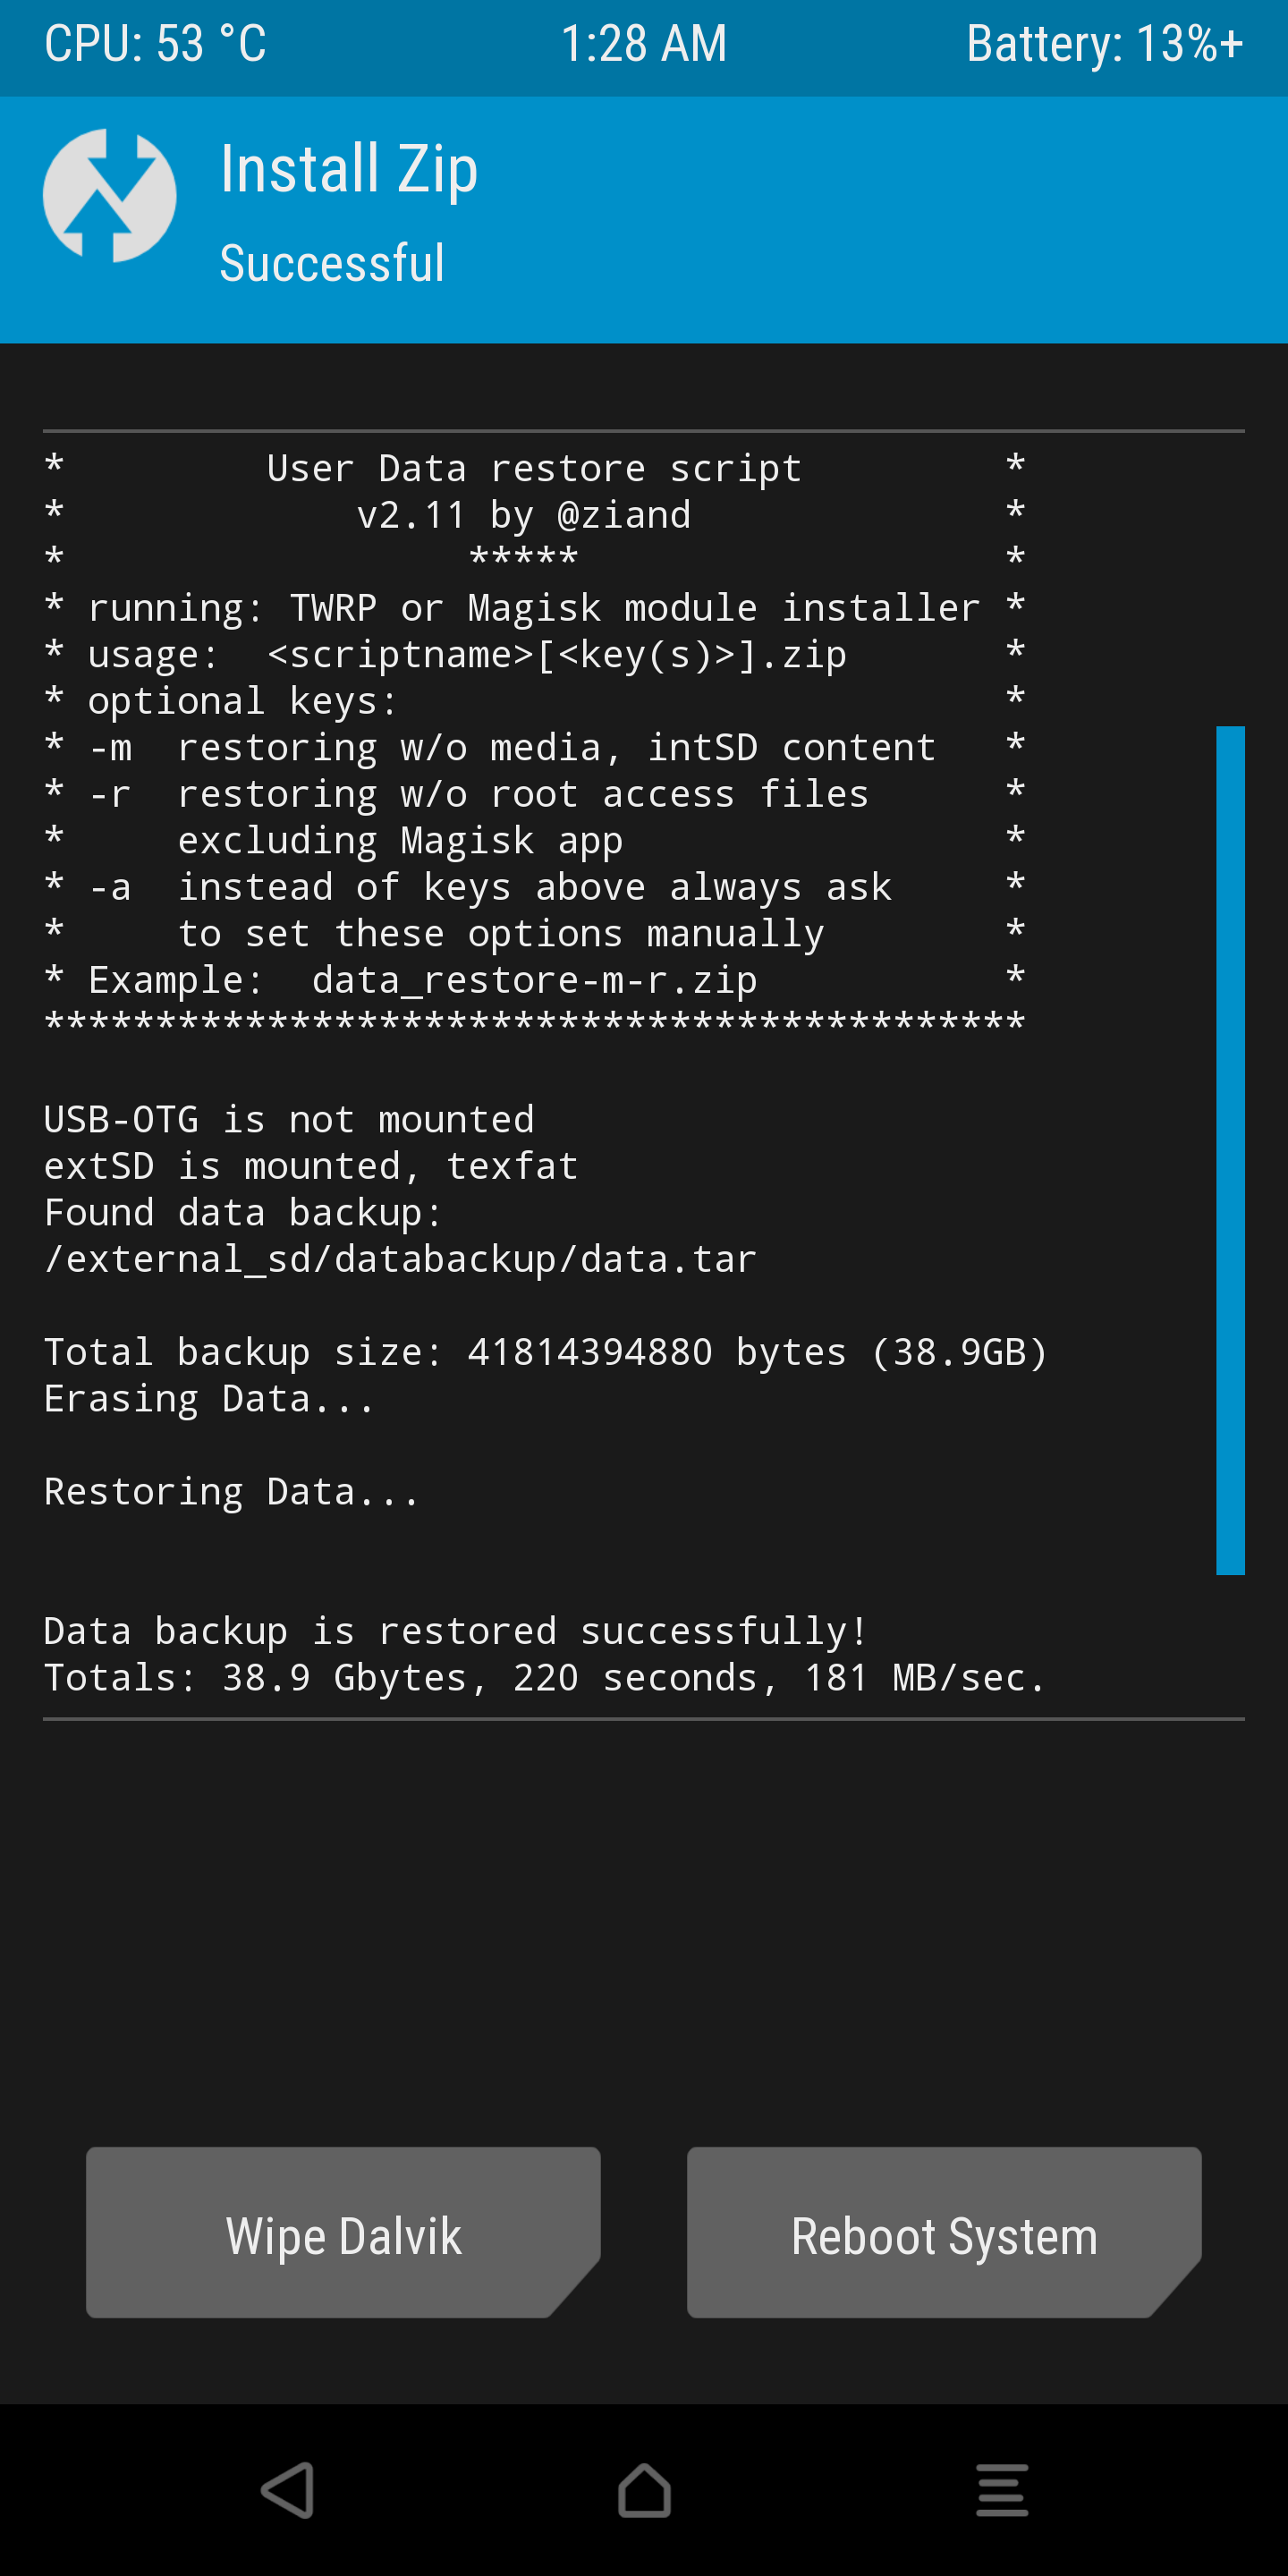 CPU: 53 °C 1:28 AM Battery: 13%+
Install Zip
Successful
* User Data restore script *
* v2.11 by @ziand *
* ***** *
* running: TWRP or Magisk module installer *
* usage: <scriptname>[<key(s)>].zip *
* optional keys: *
* -m restoring w/o media, intSD content *
* -r restoring w/o root access files *
* excluding Magisk app *
* -a instead of keys above always ask *
* to set these options manually *
* Example: data_restore-m-r.zip *
********************************************
USB-OTG is not mounted
extSD is mounted, texfat
Found data backup:
/external_sd/databackup/data.tar
Total backup size: 41814394880 bytes (38.9GB)
Erasing Data...
Restoring Data...
Data backup is restored successfully!
Totals: 38.9 Gbytes, 220 seconds, 181 MB/sec.
Wipe Dalvik Reboot System